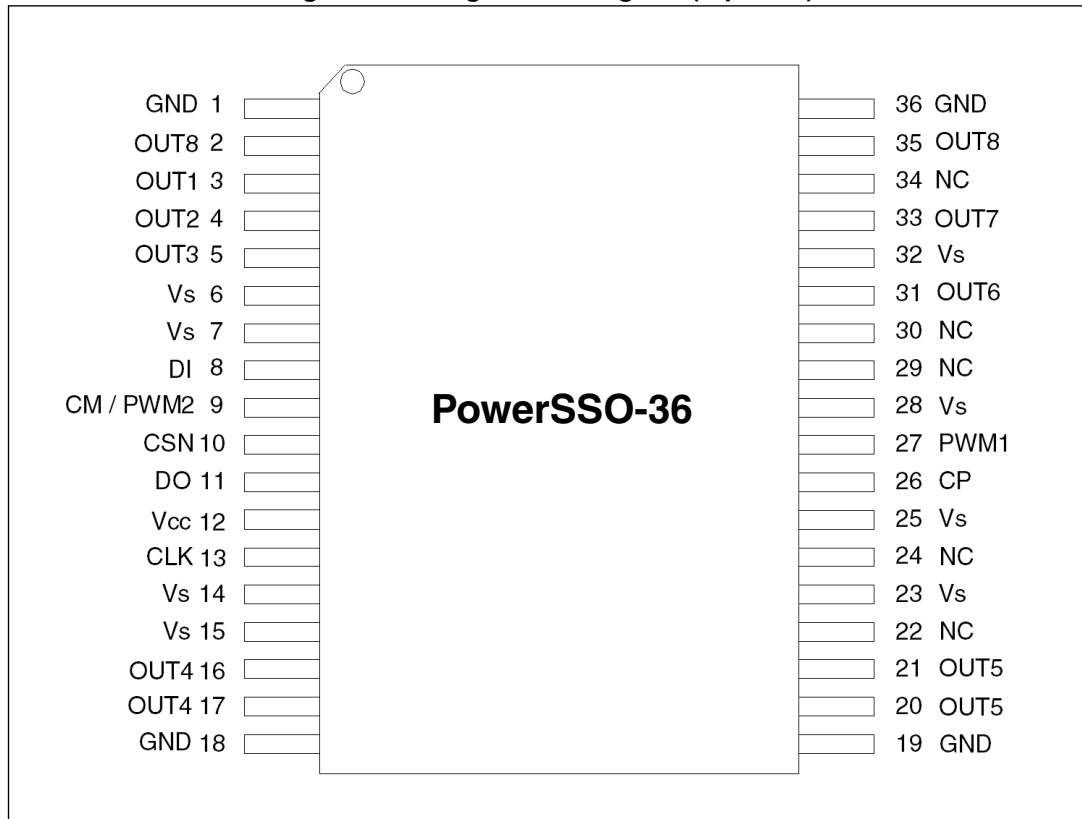 GND 1
OUT8 2
OUT1 3
OUT2 4
OUT3 5
Vs 6
Vs 7
DI 8
CM / PWM2 9
CSN 10
DO 11
Vcc 12
CLK 13
Vs 14
Vs 15
OUT4 16
OUT4 17
GND 18
PowerSSO-36
36 GND
35 OUT8
34 NC
33 OUT7
32 Vs
31 OUT6
30 NC
29 NC
28 Vs
27 PWM1
26 CP
25 Vs
24 NC
23 Vs
22 NC
21 OUT5
20 OUT5
19 GND